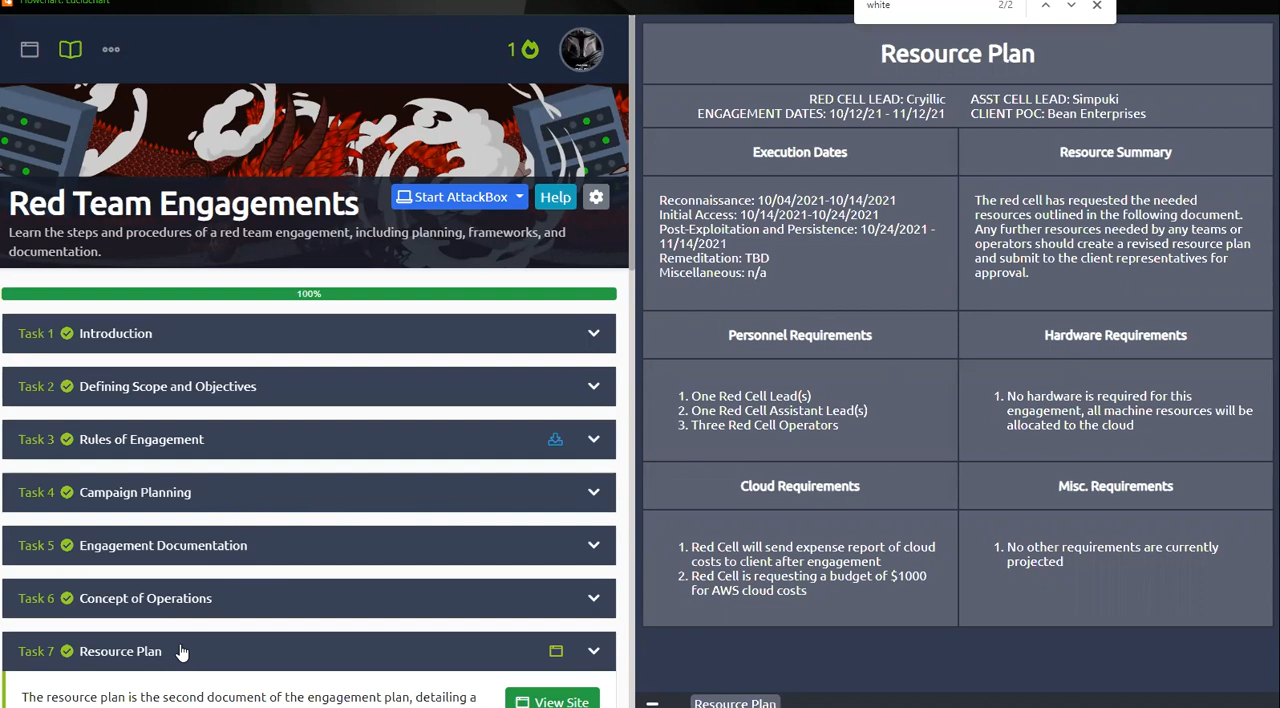 Flowchart: Lucidchart
white
2/2
1
Red Team Engagements
Start AttackBox
Help
Learn the steps and procedures of a red team engagement, including planning, frameworks, and
documentation.
100%
Task 1 Introduction
Task 2 Defining Scope and Objectives
Task 3 Rules of Engagement
Task 4 Campaign Planning
Task 5 Engagement Documentation
Task 6 Concept of Operations
Task 7 Resource Plan
The resource plan is the second document of the engagement plan, detailing a
View Site
Resource Plan
RED CELL LEAD: Cryillic
ENGAGEMENT DATES: 10/12/21 - 11/12/21
ASST CELL LEAD: Simpuki
CLIENT POC: Bean Enterprises
Execution Dates
Reconnaissance: 10/04/2021-10/14/2021
Initial Access: 10/14/2021-10/24/2021
Post-Exploitation and Persistence: 10/24/2021 -
11/14/2021
Remeditation: TBD
Miscellaneous: n/a
Resource Summary
The red cell has requested the needed
resources outlined in the following document.
Any further resources needed by any teams or
operators should create a revised resource plan
and submit to the client representatives for
approval.
Personnel Requirements
1. One Red Cell Lead(s)
2. One Red Cell Assistant Lead(s)
3. Three Red Cell Operators
Hardware Requirements
1. No hardware is required for this
engagement, all machine resources will be
allocated to the cloud
Cloud Requirements
1. Red Cell will send expense report of cloud
costs to client after engagement
2. Red Cell is requesting a budget of $1000
for AWS cloud costs
Misc. Requirements
1. No other requirements are currently
projected
Resource Plan